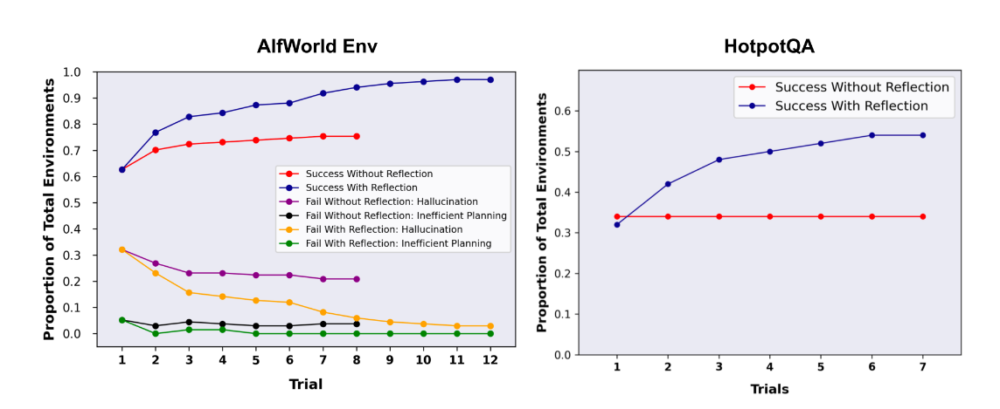 AlfWorld Env
Proportion of Total Environments
1.0
0.9
0.8
0.7
0.6
0.5
0.4
0.3
0.2
0.1
0.0
Success Without Reflection
Success With Reflection
Fail Without Reflection: Hallucination
Fail Without Reflection: Inefficient Planning
Fail With Reflection: Hallucination
Fail With Reflection: Inefficient Planning
1 2 3 4 5 6 7 8 9 10 11 12
Trial
HotpotQA
Proportion of Total Environments
0.6
0.5
0.4
0.3
0.2
0.1
0.0
Success Without Reflection
Success With Reflection
1 2 3 4 5 6 7
Trials